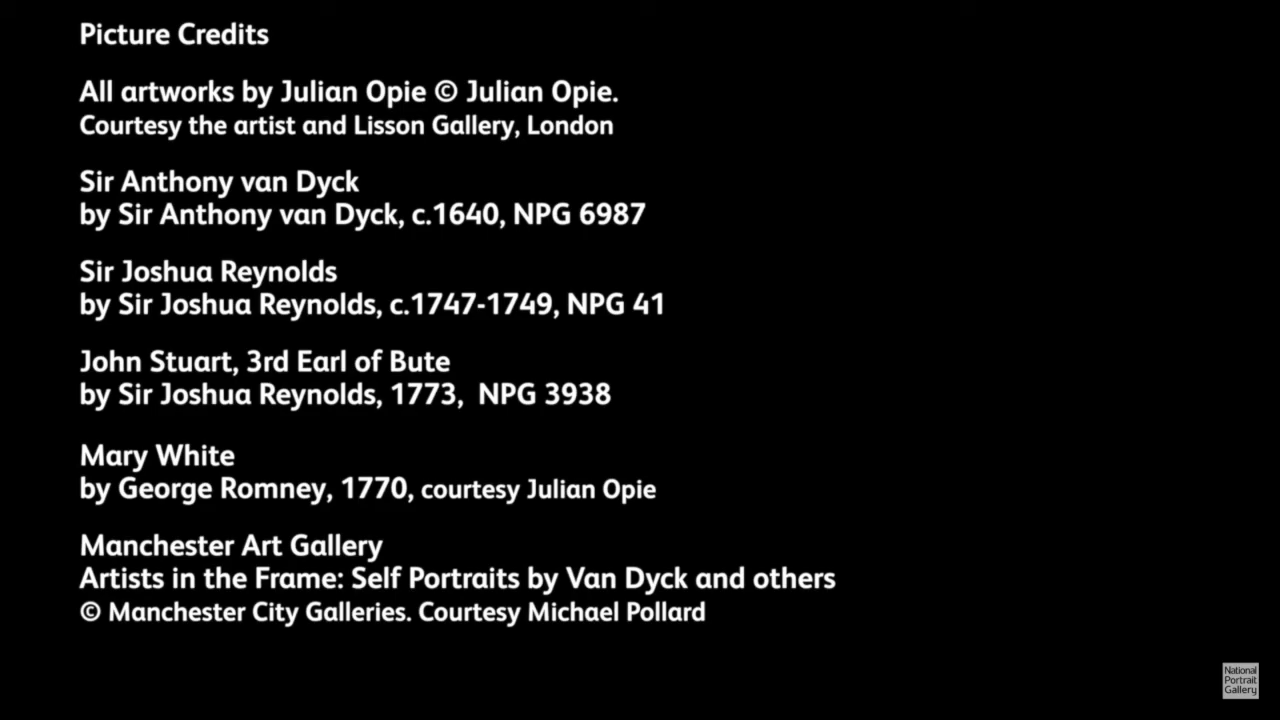 Picture Credits
All artworks by Julian Opie © Julian Opie.
Courtesy the artist and Lisson Gallery, London
Sir Anthony van Dyck
by Sir Anthony van Dyck, c.1640, NPG 6987
Sir Joshua Reynolds
by Sir Joshua Reynolds, c.1747-1749, NPG 41
John Stuart, 3rd Earl of Bute
by Sir Joshua Reynolds, 1773,  NPG 3938
Mary White
by George Romney, 1770, courtesy Julian Opie
Manchester Art Gallery
Artists in the Frame: Self Portraits by Van Dyck and others
© Manchester City Galleries. Courtesy Michael Pollard
National
Portrait
Gallery